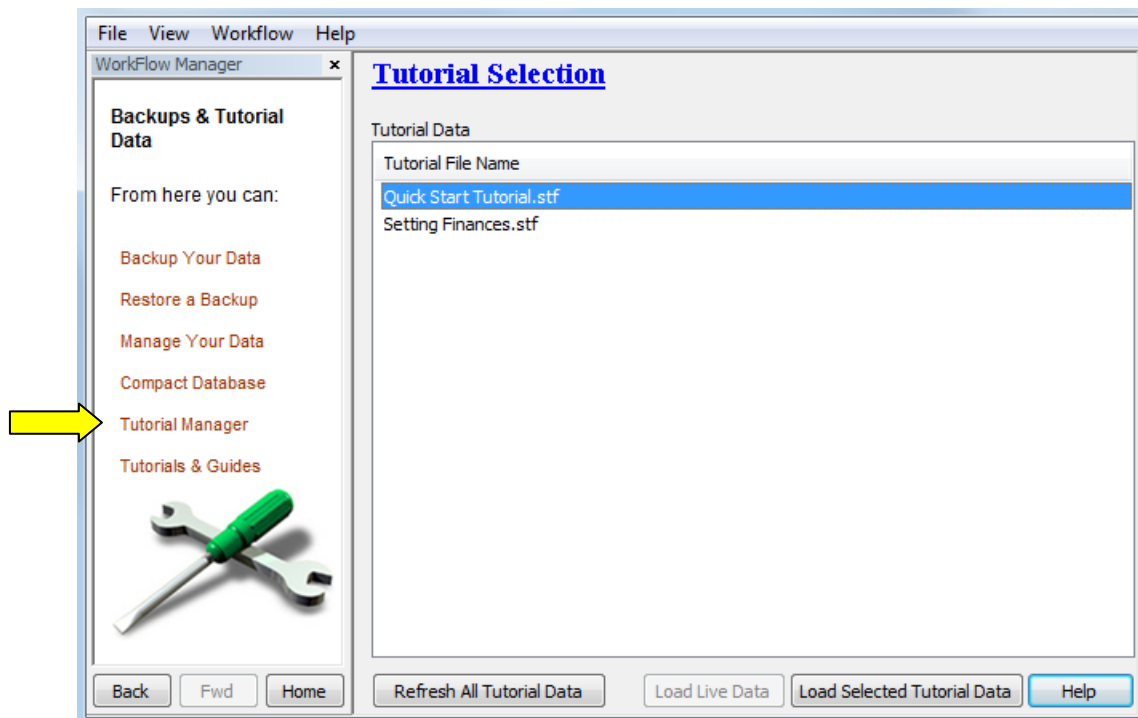 File View Workflow Help
WorkFlow Manager x
Backups & Tutorial
Data
From here you can:
Backup Your Data
Restore a Backup
Manage Your Data
Compact Database
Tutorial Manager
Tutorials & Guides
Back Fwd Home
Tutorial Selection
Tutorial Data
Tutorial File Name
Quick Start Tutorial.stf
Setting Finances.stf
Refresh All Tutorial Data Load Live Data Load Selected Tutorial Data Help